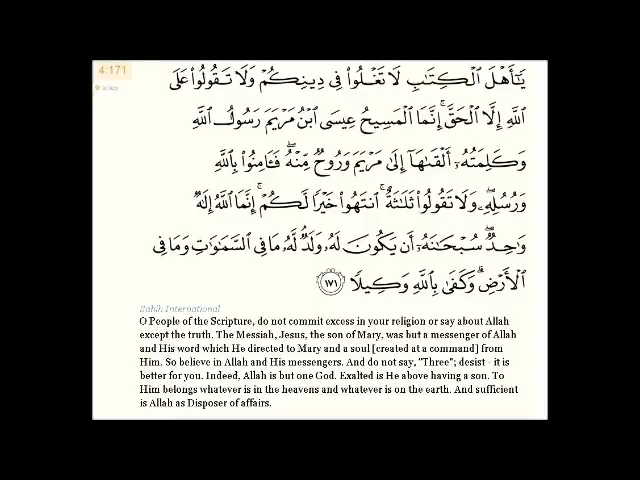 4:171
يَٰٓأَهْلَ ٱلْكِتَٰبِ لَا تَغْلُوا۟ فِى دِينِكُمْ وَلَا تَقُولُوا۟ عَلَى
ٱللَّهِ إِلَّا ٱلْحَقَّ ۚ إِنَّمَا ٱلْمَسِيحُ عِيسَى ٱبْنُ مَرْيَمَ رَسُولُ ٱللَّهِ
وَكَلِمَتُهُۥٓ أَلْقَىٰهَآ إِلَىٰ مَرْيَمَ وَرُوحٌ مِّنْهُ ۖ فَـَٔامِنُوا۟ بِٱللَّهِ
وَرُسُلِهِۦ ۖ وَلَا تَقُولُوا۟ ثَلَٰثَةٌ ۚ ٱنتَهُوا۟ خَيْرًا لَّكُمْ ۚ إِنَّمَا ٱللَّهُ إِلَٰهٌ
وَٰحِدٌ ۖ سُبْحَٰنَهُۥٓ أَن يَكُونَ لَهُۥ وَلَدٌ ۘ لَّهُۥ مَا فِى ٱلسَّمَٰوَٰتِ وَمَا فِى
ٱلْأَرْضِ ۗ وَكَفَىٰ بِٱللَّهِ وَكِيلًا ١٧١
Sahih International
O People of the Scripture, do not commit excess in your religion or say about Allah
except the truth. The Messiah, Jesus, the son of Mary, was but a messenger of Allah
and His word which He directed to Mary and a soul [created at a command] from
Him. So believe in Allah and His messengers. And do not say, "Three"; desist - it is
better for you. Indeed, Allah is but one God. Exalted is He above having a son. To
Him belongs whatever is in the heavens and whatever is on the earth. And sufficient
is Allah as Disposer of affairs.